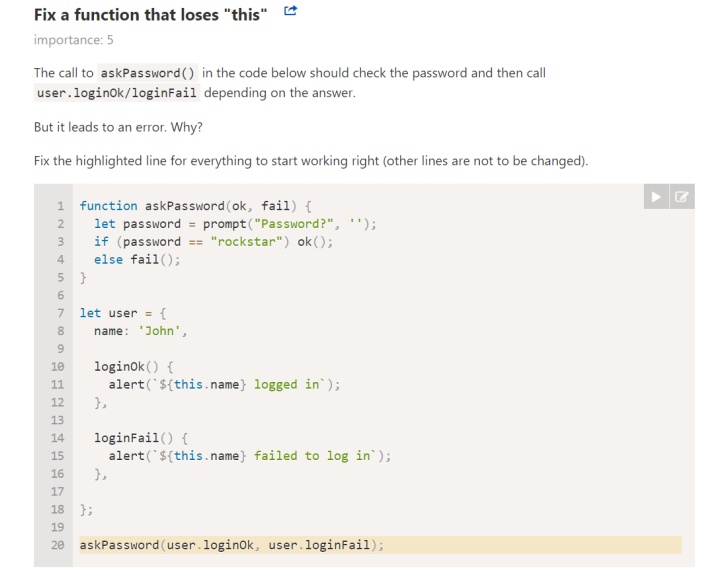 Fix a function that loses "this"
importance: 5
The call to askPassword() in the code below should check the password and then call
user.loginOk/loginFail depending on the answer.
But it leads to an error. Why?
Fix the highlighted line for everything to start working right (other lines are not to be changed).
1 function askPassword(ok, fail) {
2   let password = prompt("Password?", '');
3   if (password == "rockstar") ok();
4   else fail();
5 }
6
7 let user = {
8   name: 'John',
9
10   loginOk() {
11     alert(`${this.name} logged in`);
12   },
13
14   loginFail() {
15     alert(`${this.name} failed to log in`);
16   },
17
18 };
19
20 askPassword(user.loginOk, user.loginFail);